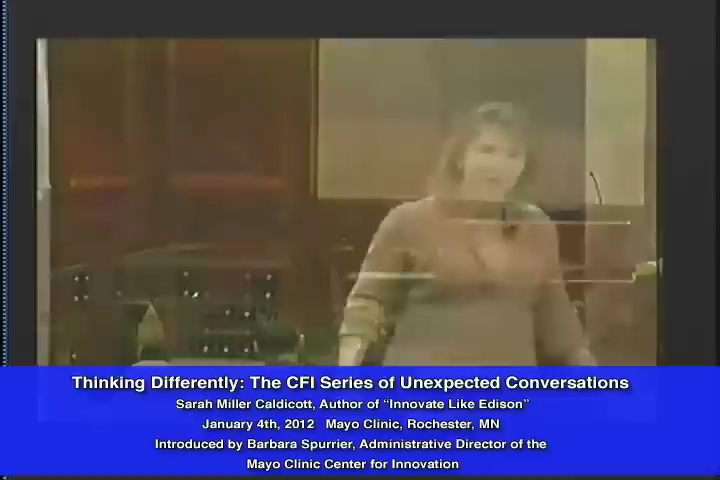 Thinking Differently: The CFI Series of Unexpected Conversations
Sarah Miller Caldicott, Author of “Innovate Like Edison”
January 4th, 2012 Mayo Clinic, Rochester, MN
Introduced by Barbara Spurrier, Administrative Director of the
Mayo Clinic Center for Innovation